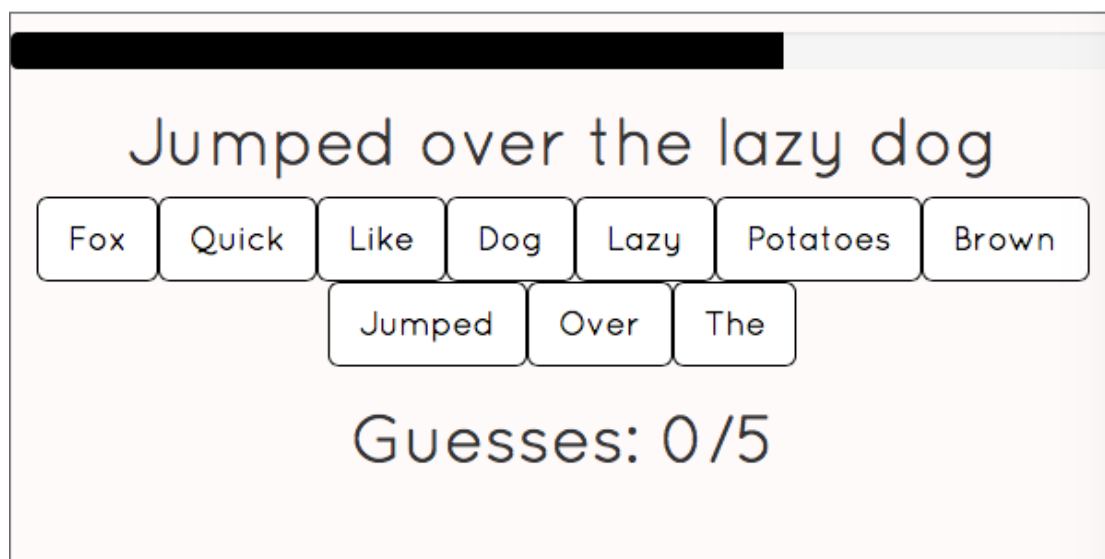 Jumped over the lazy dog
Fox Quick Like Dog Lazy Potatoes Brown
Jumped Over The
Guesses: 0/5